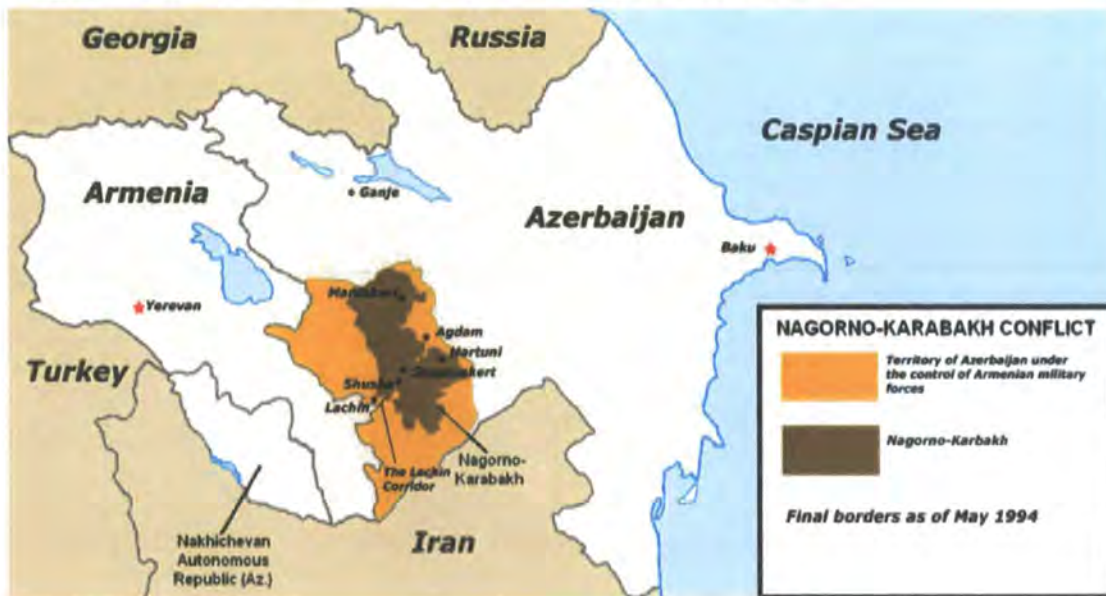 Georgia
Russia
Caspian Sea
Armenia
Ganje
Azerbaijan
Baku
Yerevan
Agdam
Turkey
Shusha
Lachin
The Lachin
Corridor
Nagorno-
Karabakh
Nakhichevan
Autonomous
Republic (Az.)
Iran
NAGORNO-KARABAKH CONFLICT
Territory of Azerbaijan under
the control of Armenian military
forces
Nagorno-Karbakh
Final borders as of May 1994